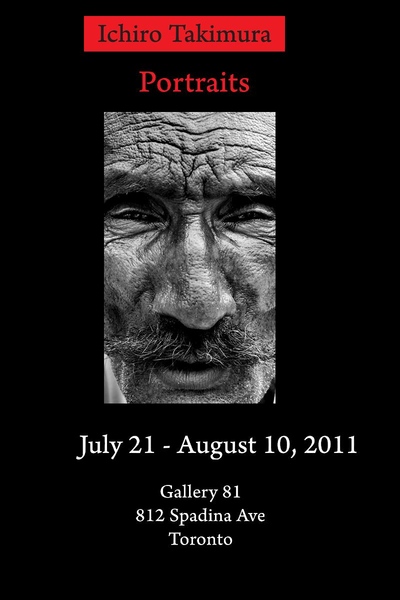 Ichiro Takimura
Portraits
July 21 - August 10, 2011
Gallery 81
812 Spadina Ave
Toronto